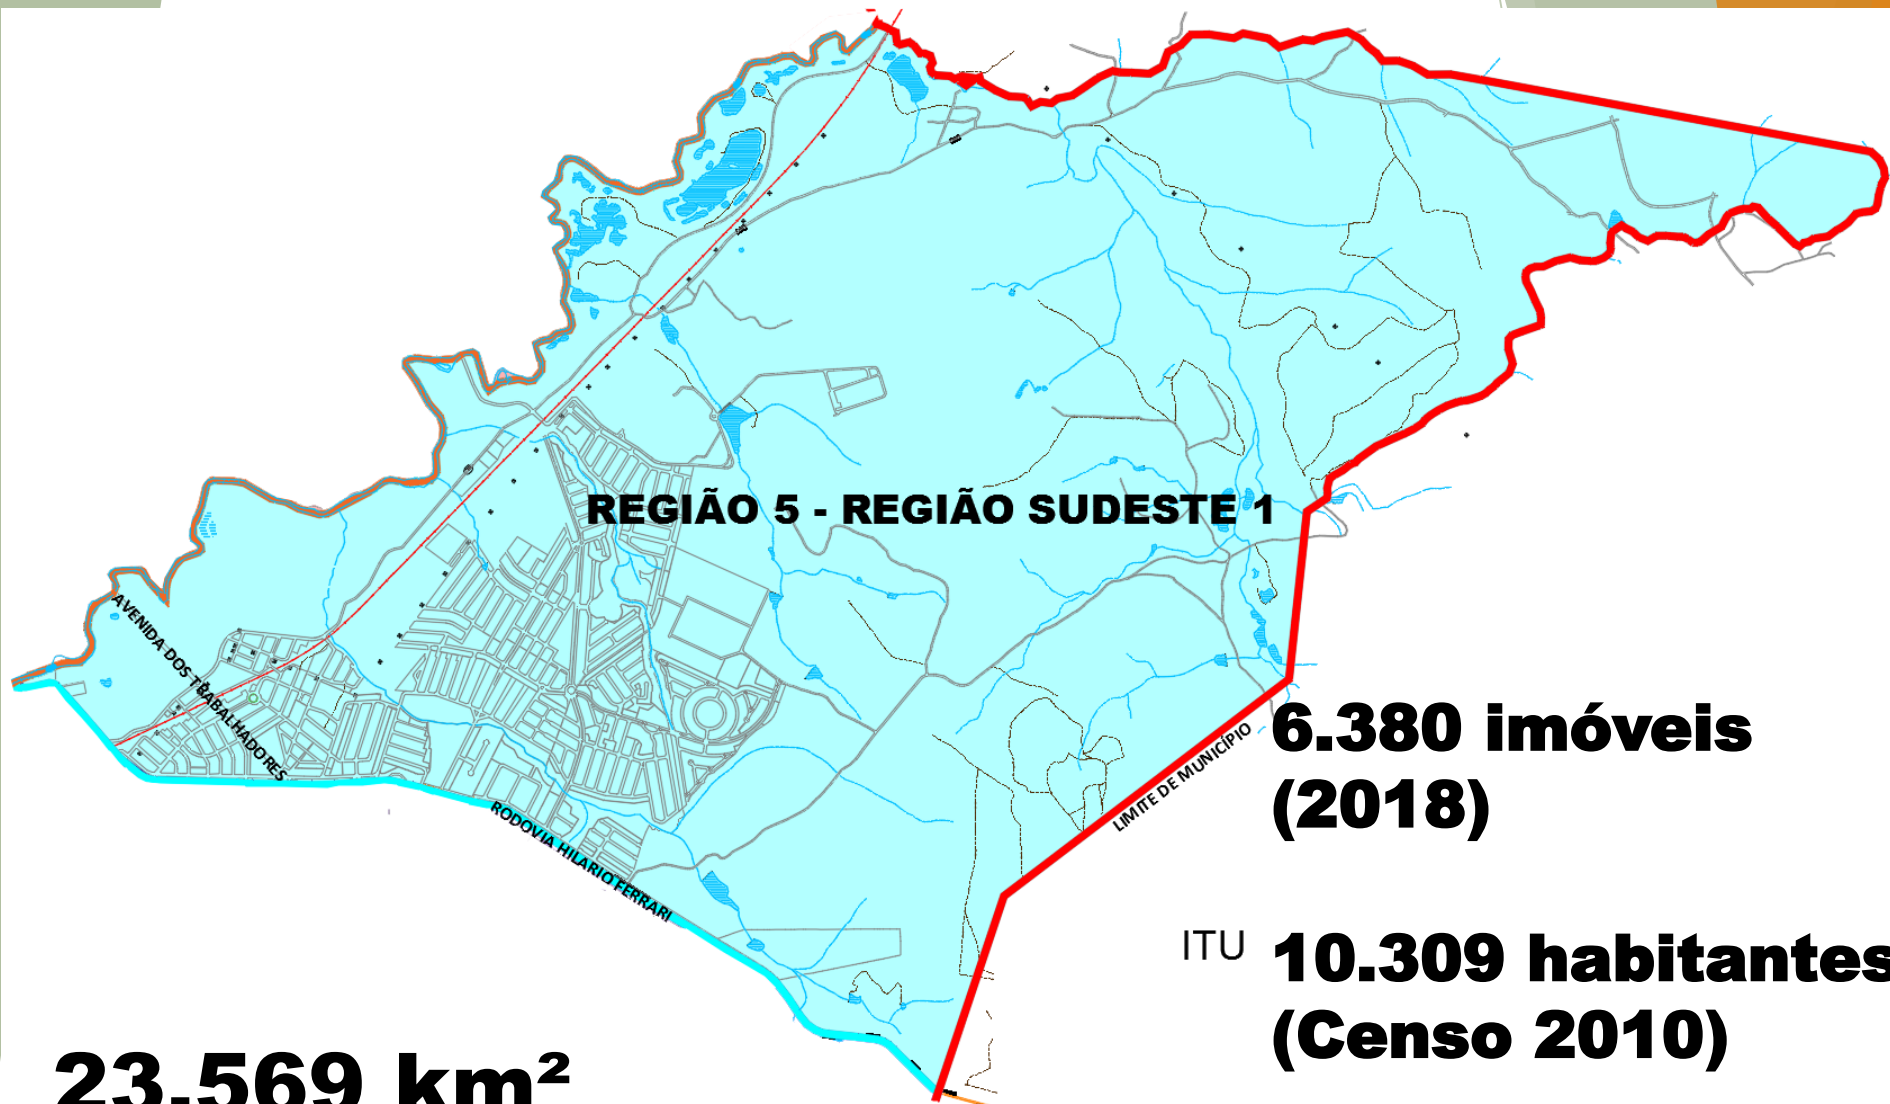 REGIÃO 5 - REGIÃO SUDESTE 1
AVENIDA DOS TRABALHADORES
RODOVIA HILARIO FERRARI
LIMITE DE MUNICÍPIO
6.380 imóveis
(2018)
ITU
10.309 habitantes
(Censo 2010)
23.569 km²